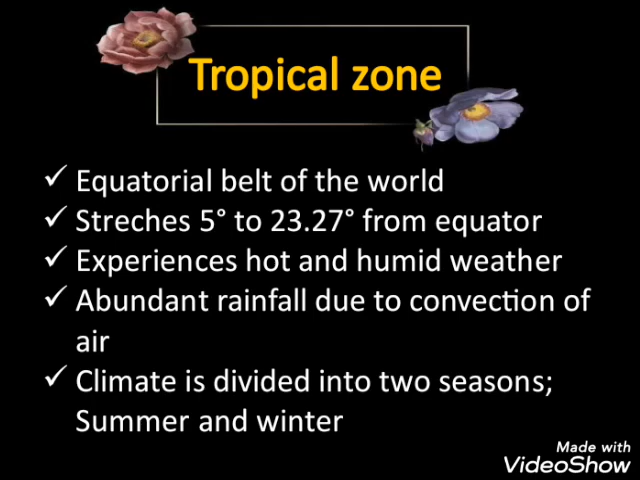 Tropical zone
✓ Equatorial belt of the world
✓ Streches 5° to 23.27° from equator
✓ Experiences hot and humid weather
✓ Abundant rainfall due to convection of
air
✓ Climate is divided into two seasons;
Summer and winter
Made with
VideoShow